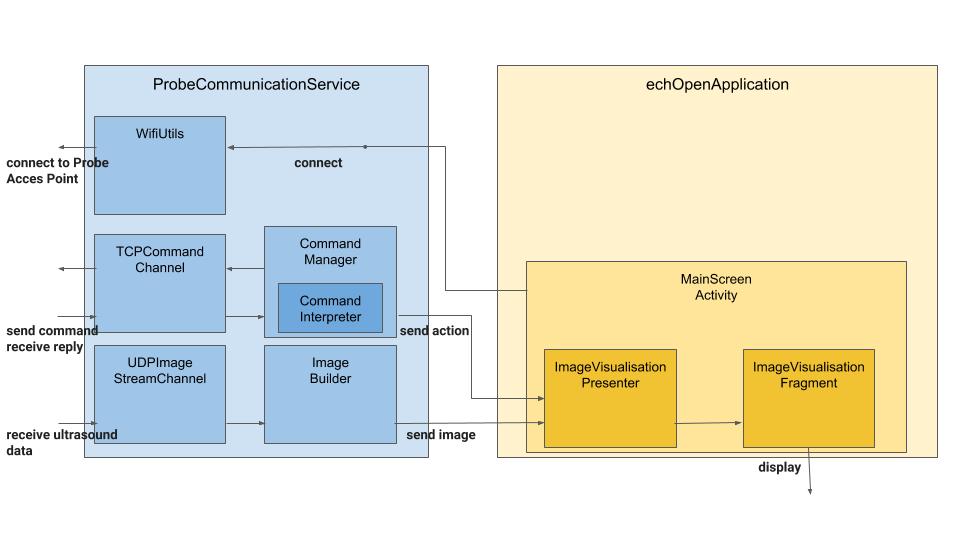 ProbeCommunicationService
echOpenApplication
WifiUtils
connect to Probe
Acces Point
connect
TCPCommand
Channel
Command
Manager
Command
Interpreter
send command
receive reply
send action
MainScreen
Activity
UDPImage
StreamChannel
Image
Builder
ImageVisualisation
Presenter
ImageVisualisation
Fragment
receive ultrasound
data
send image
display